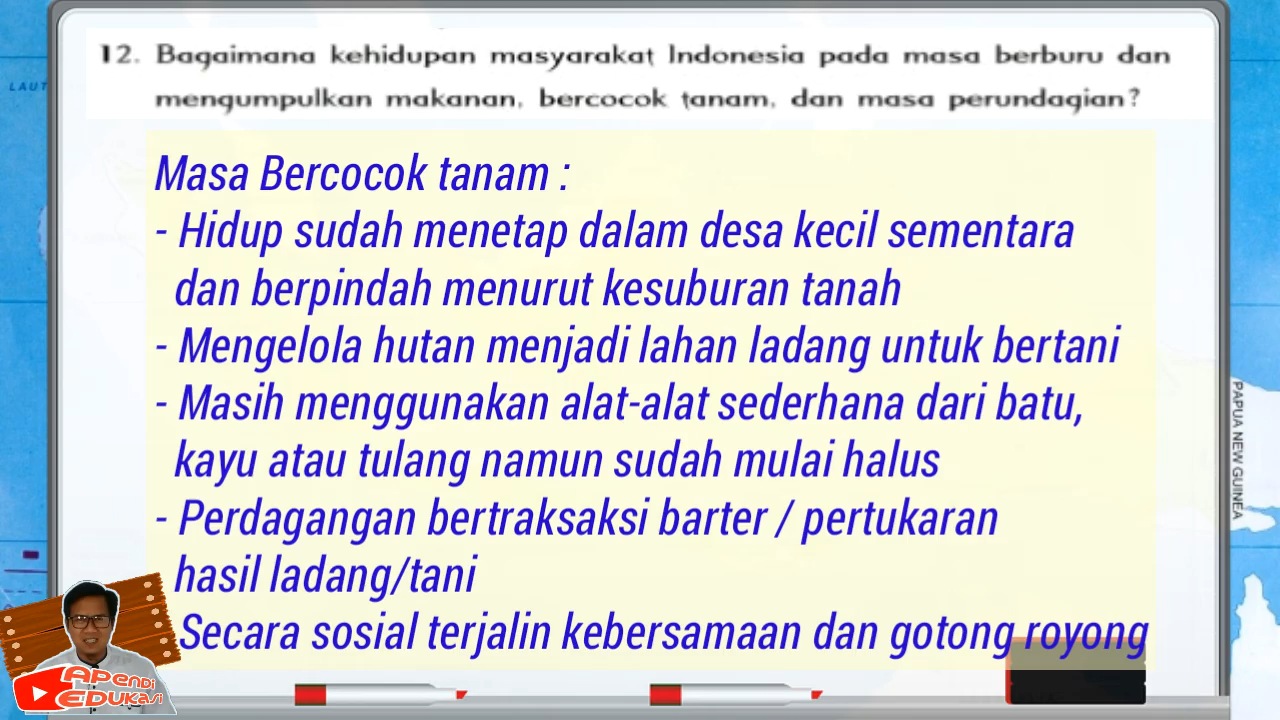 12. Bagaimana kehidupan masyarakat Indonesia pada masa berburu dan
mengumpulkan makanan, bercocok tanam, dan masa perundagian?
Masa Bercocok tanam :
- Hidup sudah menetap dalam desa kecil sementara
dan berpindah menurut kesuburan tanah
- Mengelola hutan menjadi lahan ladang untuk bertani
- Masih menggunakan alat-alat sederhana dari batu,
kayu atau tulang namun sudah mulai halus
- Perdagangan bertraksaksi barter / pertukaran
hasil ladang/tani
Secara sosial terjalin kebersamaan dan gotong royong
LAUT
PAPUA NEW GUINEA
APENDi
EDUKASi